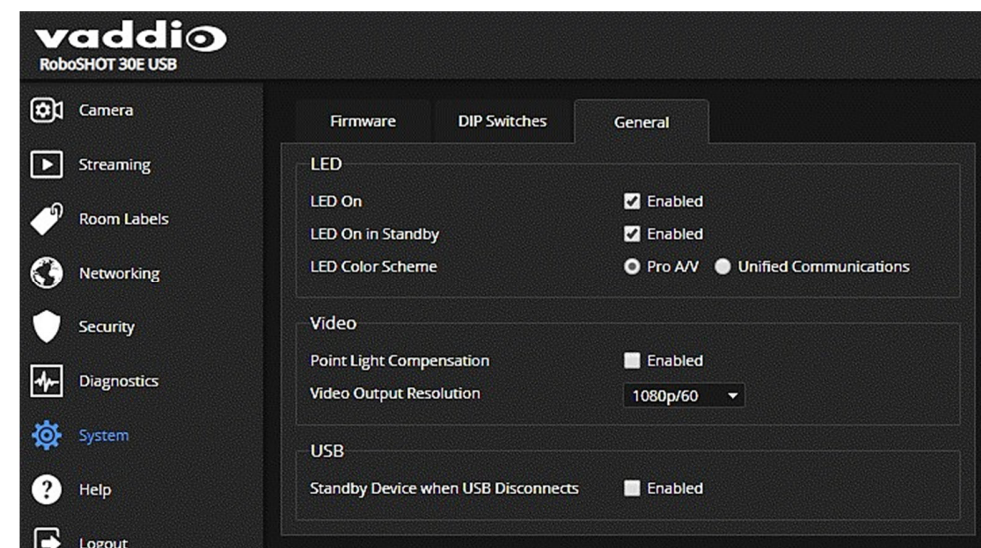 vaddio
RoboSHOT 30E USB
Camera
Streaming
Room Labels
Networking
Security
Diagnostics
System
Help
Logout
Firmware DIP Switches General
LED
LED On Enabled
LED On in Standby Enabled
LED Color Scheme Pro A/V Unified Communications
Video
Point Light Compensation Enabled
Video Output Resolution 1080p/60
USB
Standby Device when USB Disconnects Enabled